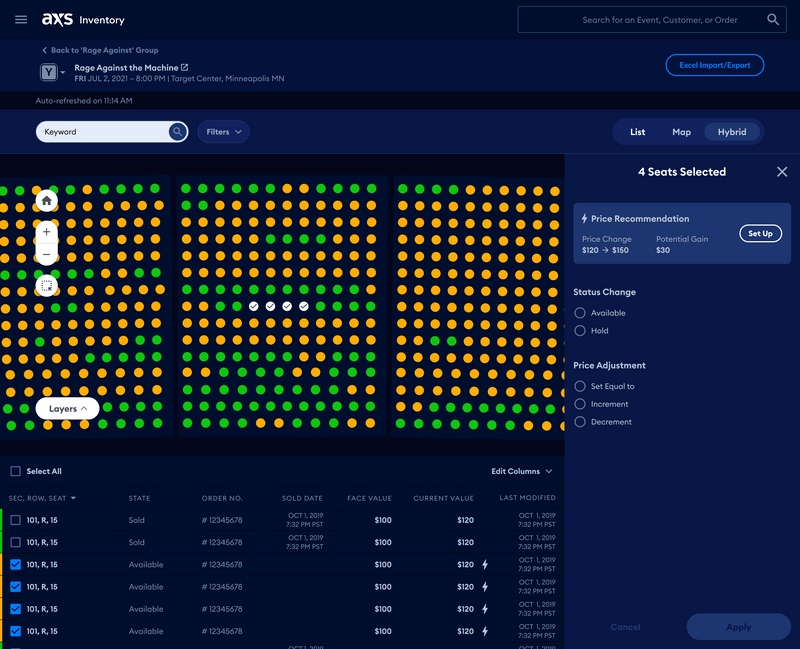 axs Inventory
Search for an Event, Customer, or Order
Back to 'Rage Against' Group
Y
Rage Against the Machine
FRI JUL 2, 2021 – 8:00 PM | Target Center, Minneapolis MN
Excel Import/Export
Auto-refreshed on 11:14 AM
Keyword
Filters
List Map Hybrid
4 Seats Selected
Price Recommendation
Price Change Potential Gain
$120 → $150 $30
Set Up
Status Change
Available
Hold
Price Adjustment
Set Equal to
Increment
Decrement
Layers
Select All
Edit Columns
SEC, ROW, SEAT STATE ORDER NO. SOLD DATE FACE VALUE CURRENT VALUE LAST MODIFIED
101, R, 15 Sold # 12345678 OCT 1, 2019 7:32 PM PST $100 $120 OCT 1, 2019 7:32 PM PST
101, R, 15 Sold # 12345678 OCT 1, 2019 7:32 PM PST $100 $120 OCT 1, 2019 7:32 PM PST
101, R, 15 Available # 12345678 $100 $120 OCT 1, 2019 7:32 PM PST
101, R, 15 Available # 12345678 $100 $120 OCT 1, 2019 7:32 PM PST
101, R, 15 Available # 12345678 $100 $120 OCT 1, 2019 7:32 PM PST
101, R, 15 Available # 12345678 $100 $120 OCT 1, 2019 7:32 PM PST
Cancel
Apply